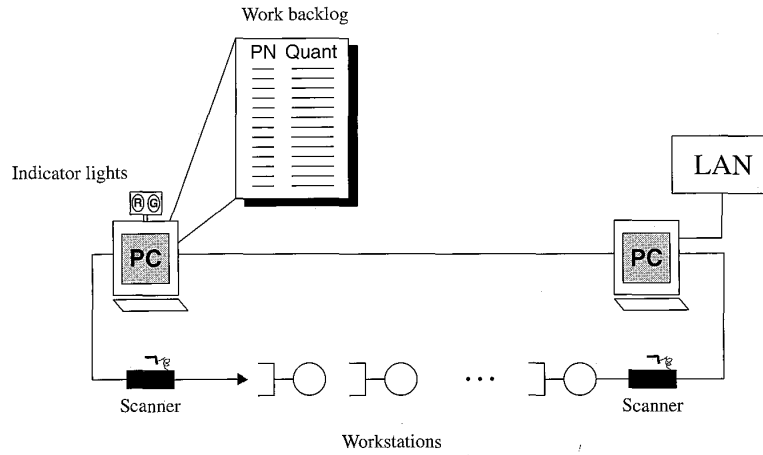 Work backlog
PN Quant
Indicator lights
R G
LAN
PC
PC
Scanner
Scanner
Workstations